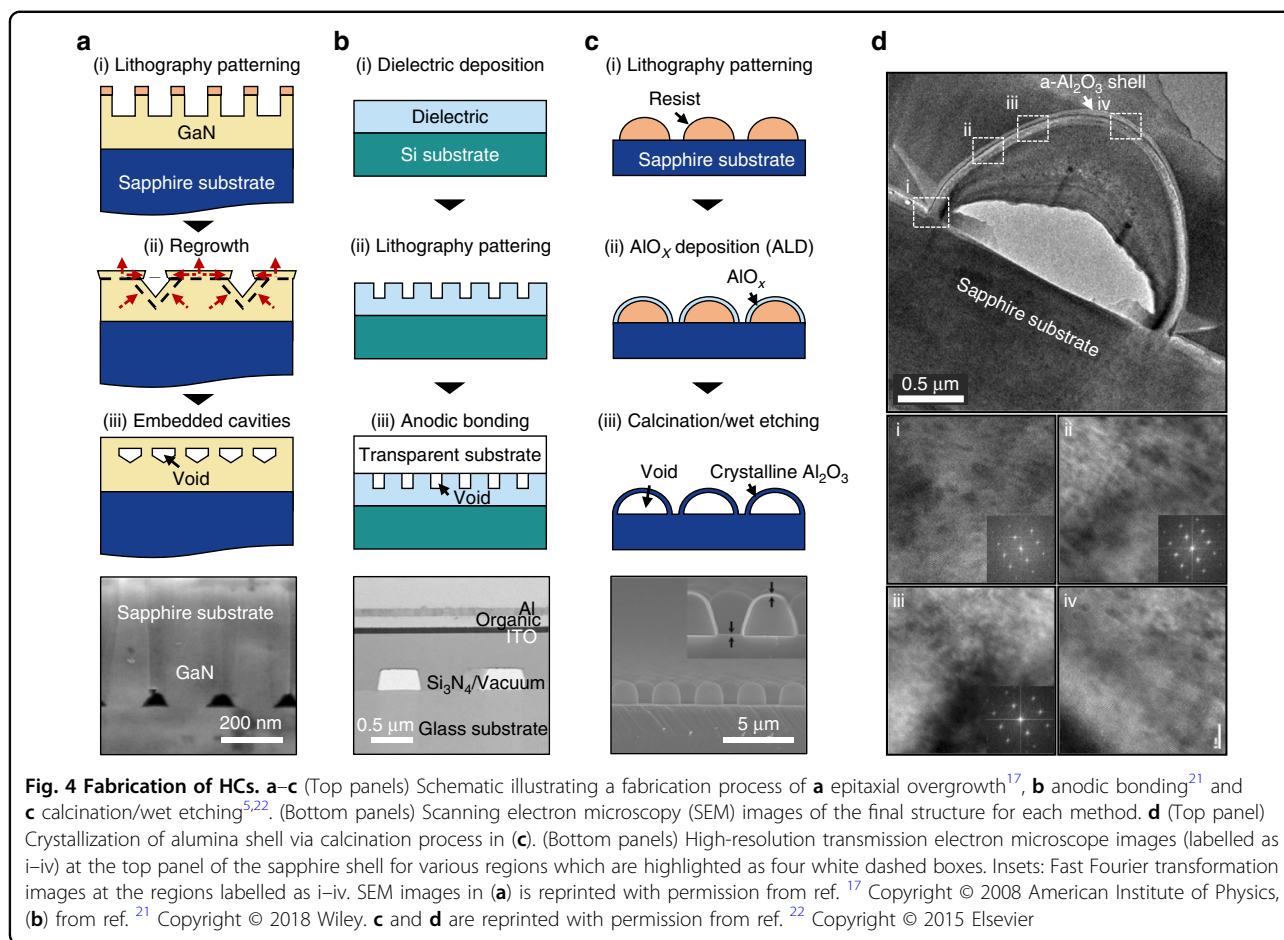 a
(i) Lithography patterning
GaN
Sapphire substrate
(ii) Regrowth
(iii) Embedded cavities
Void
Sapphire substrate
GaN
200 nm
b
(i) Dielectric deposition
Dielectric
Si substrate
(ii) Lithography pattering
(iii) Anodic bonding
Transparent substrate
Void
Al
Organic
ITO
Si₃N₄/Vacuum
0.5 μm
Glass substrate
c
(i) Lithography patterning
Resist
Sapphire substrate
(ii) AlOₓ deposition (ALD)
AlOₓ
(iii) Calcination/wet etching
Void
Crystalline Al₂O₃
5 μm
d
a-Al₂O₃ shell
iii
iv
ii
i
Sapphire substrate
0.5 μm
i
ii
iii
iv
Fig. 4 Fabrication of HCs. a–c (Top panels) Schematic illustrating a fabrication process of a epitaxial overgrowth¹⁷, b anodic bonding²¹ and
c calcination/wet etching⁵,²². (Bottom panels) Scanning electron microscopy (SEM) images of the final structure for each method. d (Top panel)
Crystallization of alumina shell via calcination process in (c). (Bottom panels) High-resolution transmission electron microscope images (labelled as
i–iv) at the top panel of the sapphire shell for various regions which are highlighted as four white dashed boxes. Insets: Fast Fourier transformation
images at the regions labelled as i–iv. SEM images in (a) is reprinted with permission from ref. ¹⁷ Copyright © 2008 American Institute of Physics,
(b) from ref. ²¹ Copyright © 2018 Wiley. c and d are reprinted with permission from ref. ²² Copyright © 2015 Elsevier